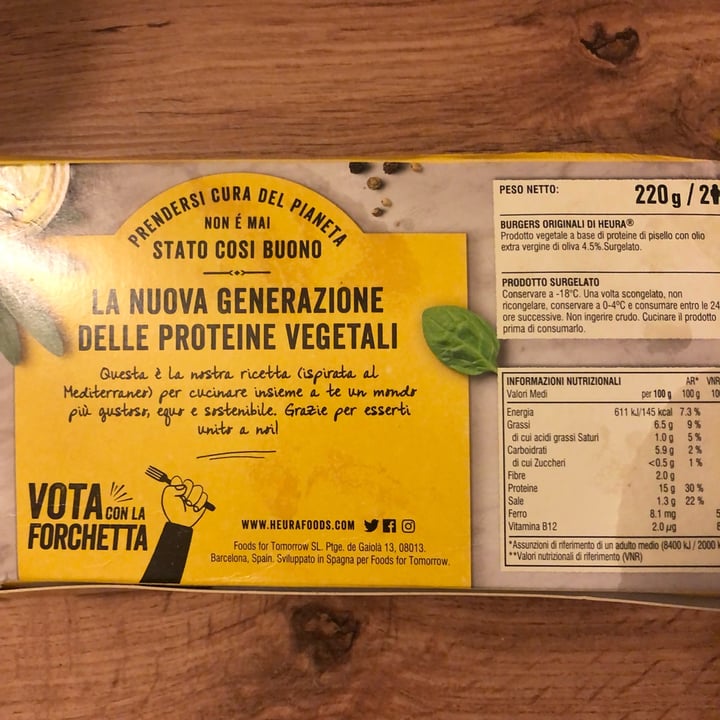 PRENDERSI CURA DEL PIANETA
NON É MAI
STATO COSI BUONO
LA NUOVA GENERAZIONE
DELLE PROTEINE VEGETALI
Questa è la nostra ricetta (ispirata al
Mediterraneo) per cucinare insieme a te un mondo
più gustoso, equo e sostenibile. Grazie per esserti
unito a noi!
VOTA CON LA
FORCHETTA
WWW.HEURAFOODS.COM
Foods for Tomorrow SL. Ptge. de Gaiolà 13, 08013.
Barcelona, Spain. Sviluppato in Spagna per Foods for Tomorrow.
PESO NETTO: 220g / 2
BURGERS ORIGINALI DI HEURA®
Prodotto vegetale a base di proteine di pisello con olio
extra vergine di oliva 4.5%.Surgelato.
PRODOTTO SURGELATO
Conservare a -18ºC. Una volta scongelato, non
ricongelare, conservare a 0-4ºC e consumare entro le 24
ore successive. Non ingerire crudo. Cucinare il prodotto
prima di consumarlo.
INFORMAZIONI NUTRIZIONALI AR* VNR
Valori Medi per 100 g 100 g 10
Energia 611 kJ/145 kcal 7.3 %
Grassi 6.5 g 9 %
di cui acidi grassi Saturi 1.0 g 5 %
Carboidrati 5.9 g 2 %
di cui Zuccheri <0.5 g 1 %
Fibre 2.0 g
Proteine 15 g 30 %
Sale 1.3 g 22 %
Ferro 8.1 mg 5
Vitamina B12 2.0 µg 8
*Assunzioni di riferimento di un adulto medio (8400 kJ / 2000 k
**Valori nutrizionali di riferimento (VNR)